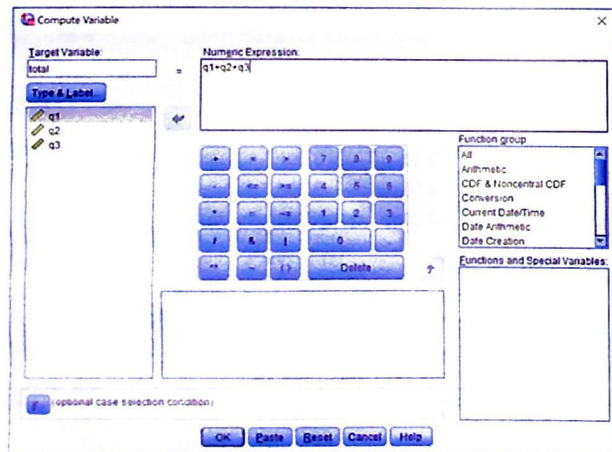 Compute Variable
Target Variable:
total
=
Numeric Expression:
q1+q2+q3
Type & Label...
q1
q2
q3
+ < > 7 8 9
- <= >= 4 5 6
* = ~= 1 2 3
/ & | 0 .
** ~ ( ) Delete
Function group:
All
Arithmetic
CDF & Noncentral CDF
Conversion
Current Date/Time
Date Arithmetic
Date Creation
Functions and Special Variables:
(optional case selection condition)
OK Paste Reset Cancel Help